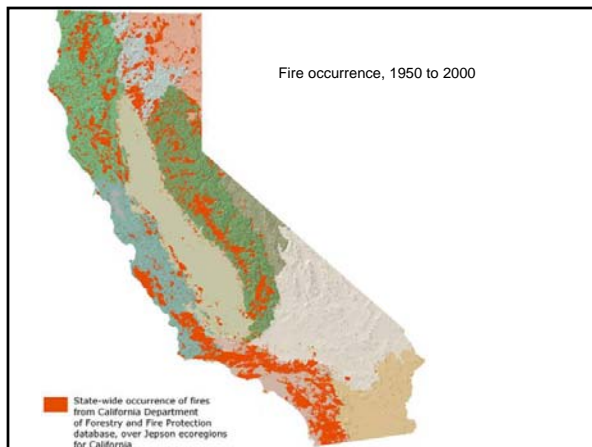 Fire occurrence, 1950 to 2000
State-wide occurrence of fires
from California Department
of Forestry and Fire Protection
database, over Jepson ecoregions
for California